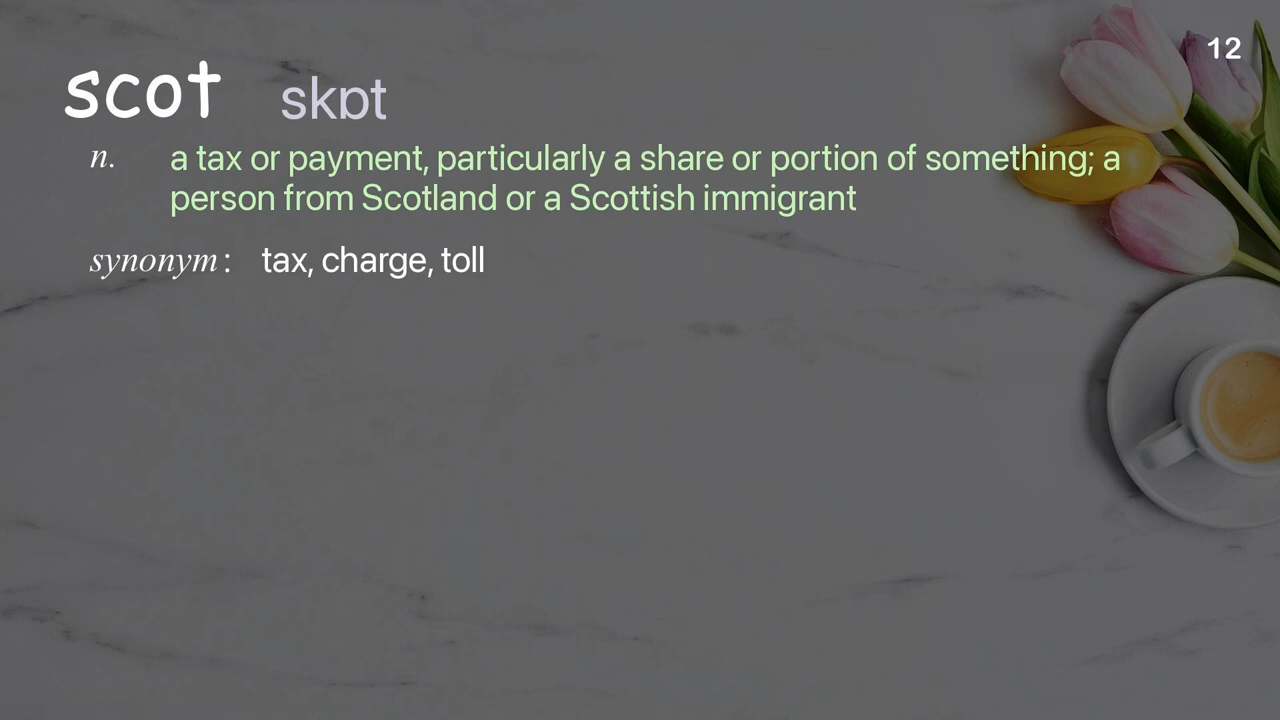 12
scot skɒt
n. a tax or payment, particularly a share or portion of something; a
person from Scotland or a Scottish immigrant
synonym : tax, charge, toll